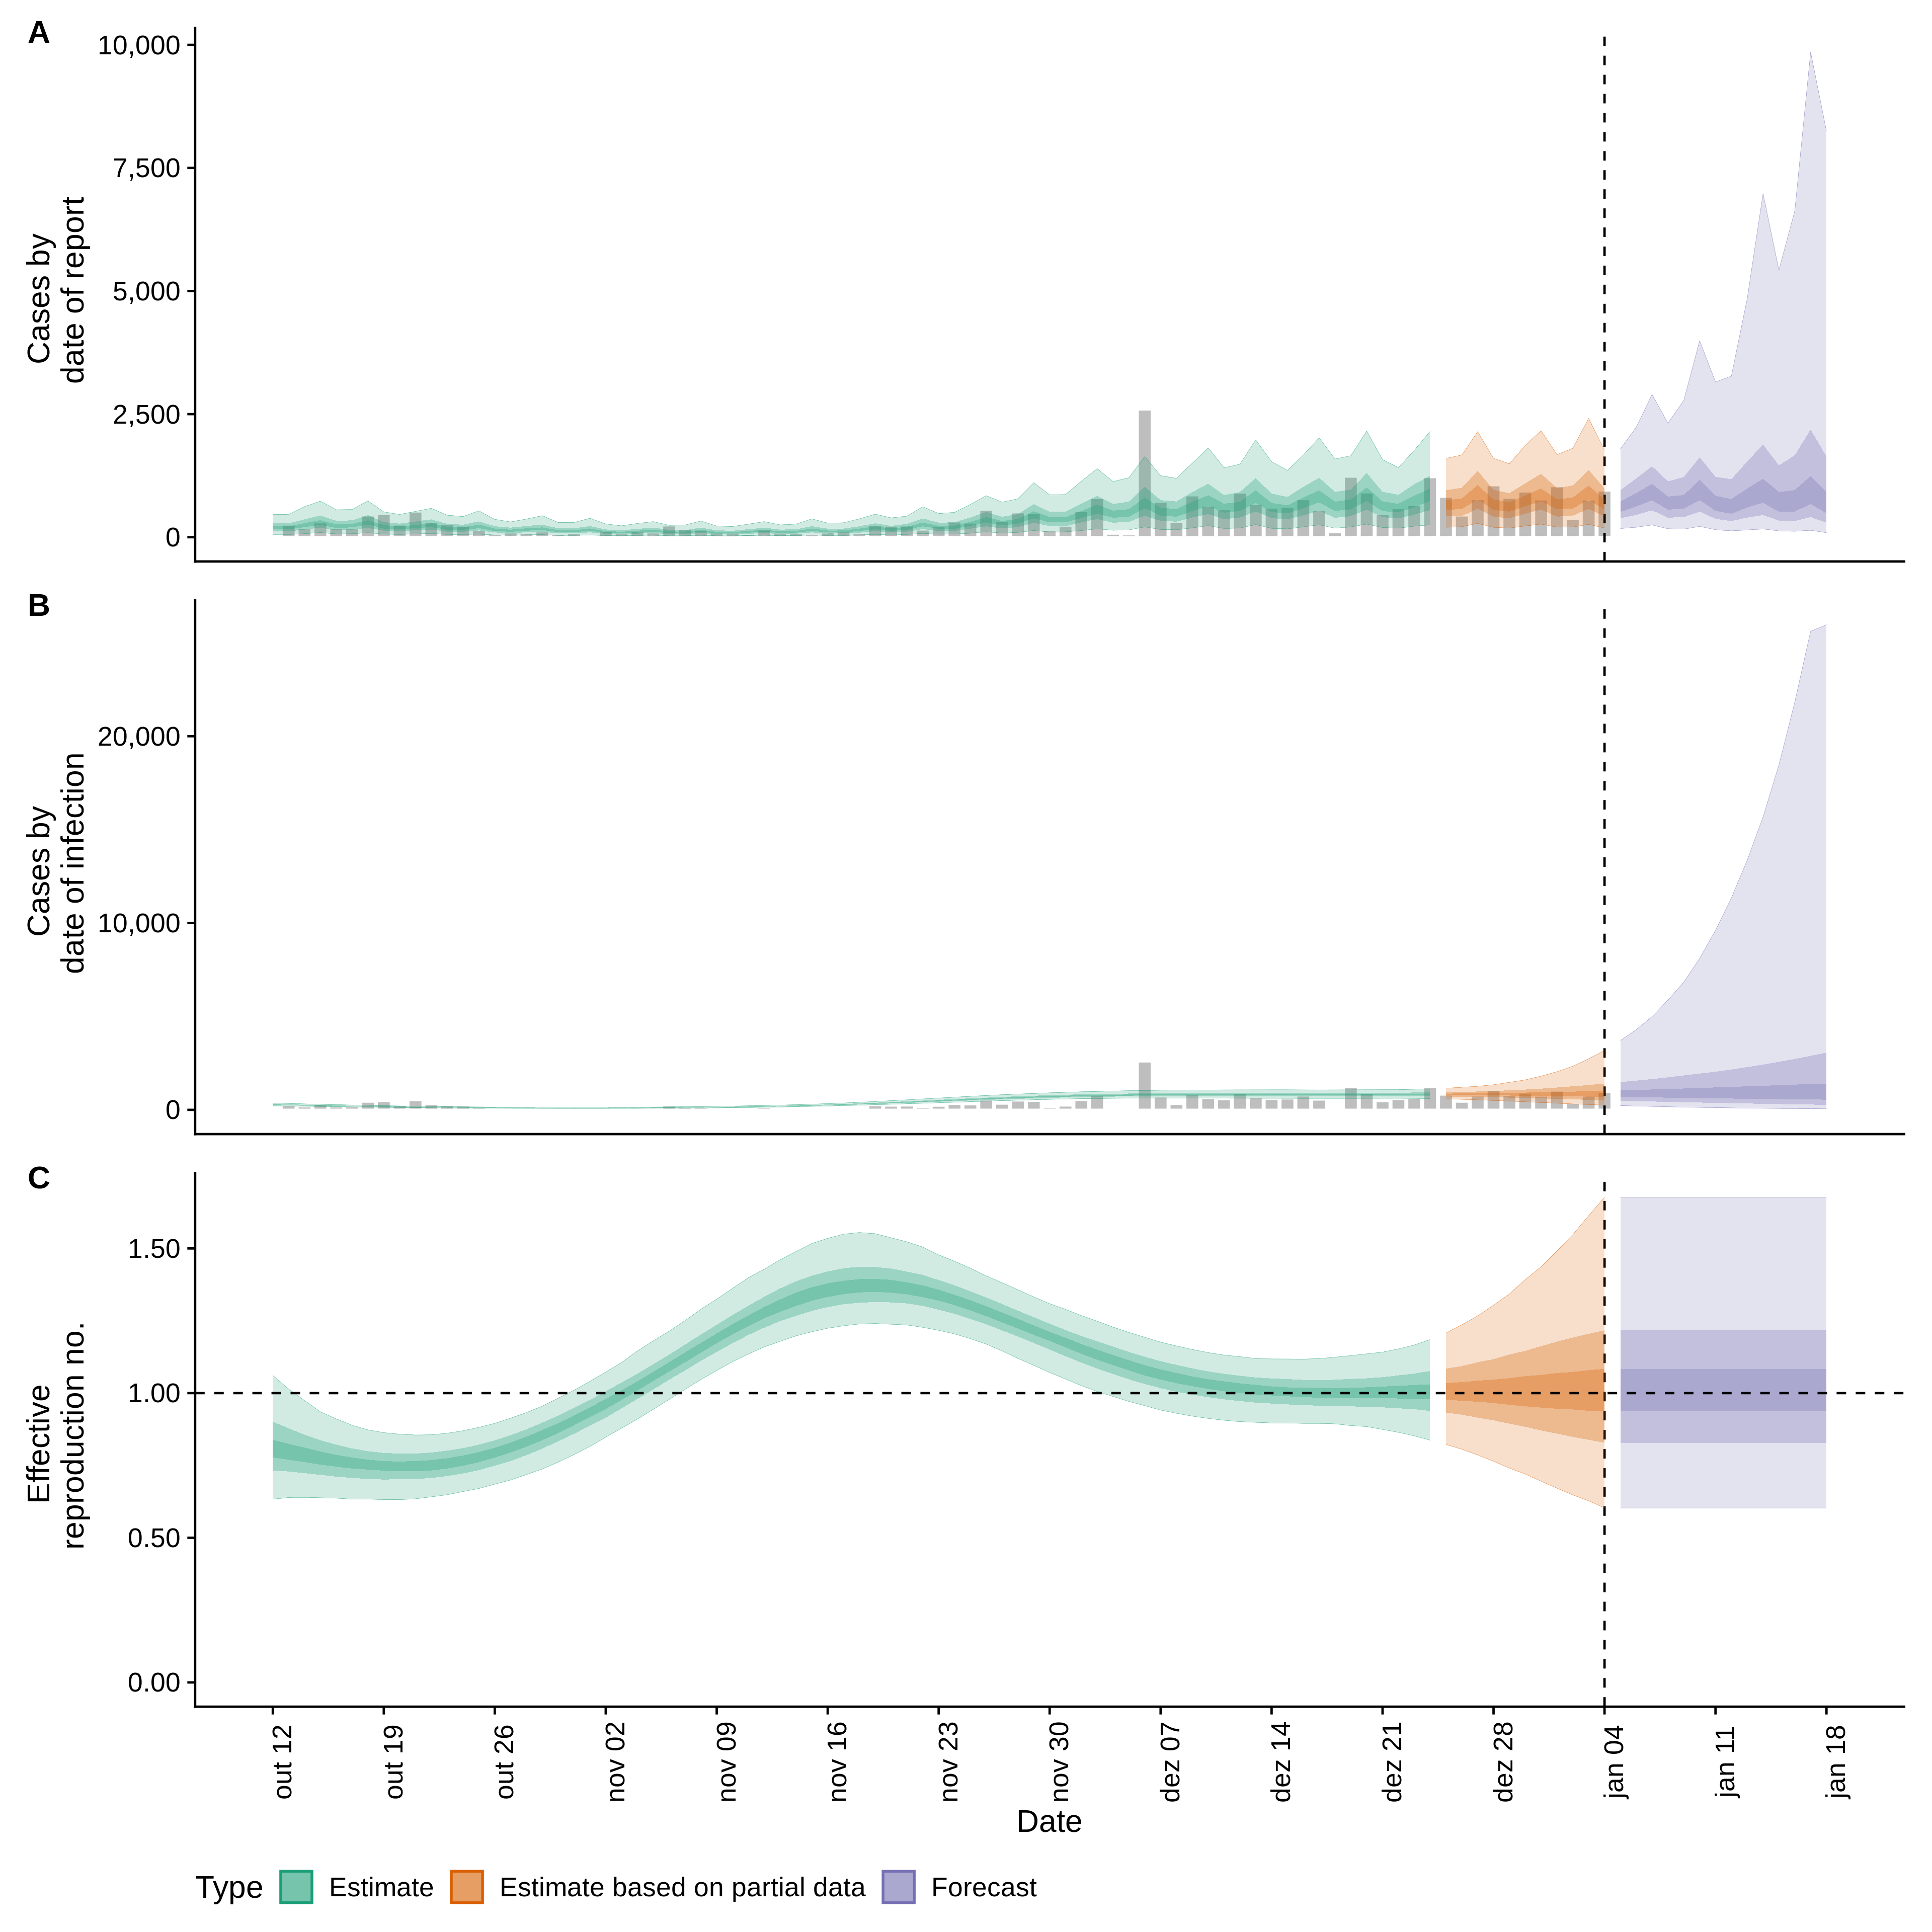 A
Cases by
date of report
10,000
7,500
5,000
2,500
0
B
Cases by
date of infection
20,000
10,000
0
C
Effective
reproduction no.
1.50
1.00
0.50
0.00
out 12
out 19
out 26
nov 02
nov 09
nov 16
nov 23
nov 30
dez 07
dez 14
dez 21
dez 28
jan 04
jan 11
jan 18
Date
Type Estimate Estimate based on partial data Forecast